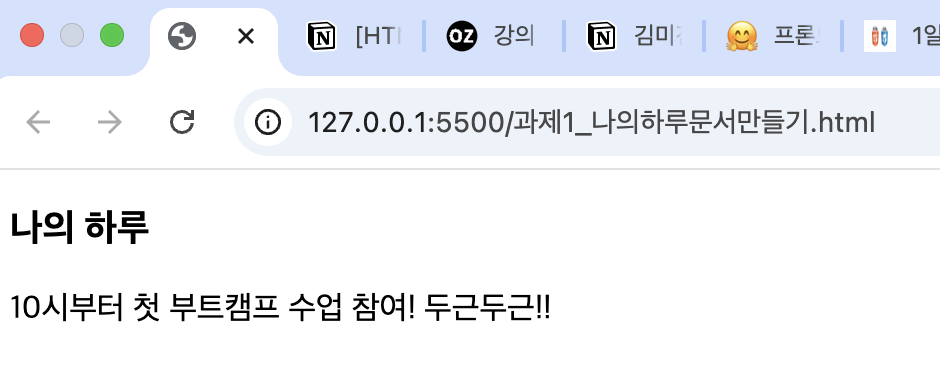 [HT
OZ 강의
김미
프론
1일
127.0.0.1:5500/과제1_나의하루문서만들기.html
나의 하루
10시부터 첫 부트캠프 수업 참여! 두근두근!!